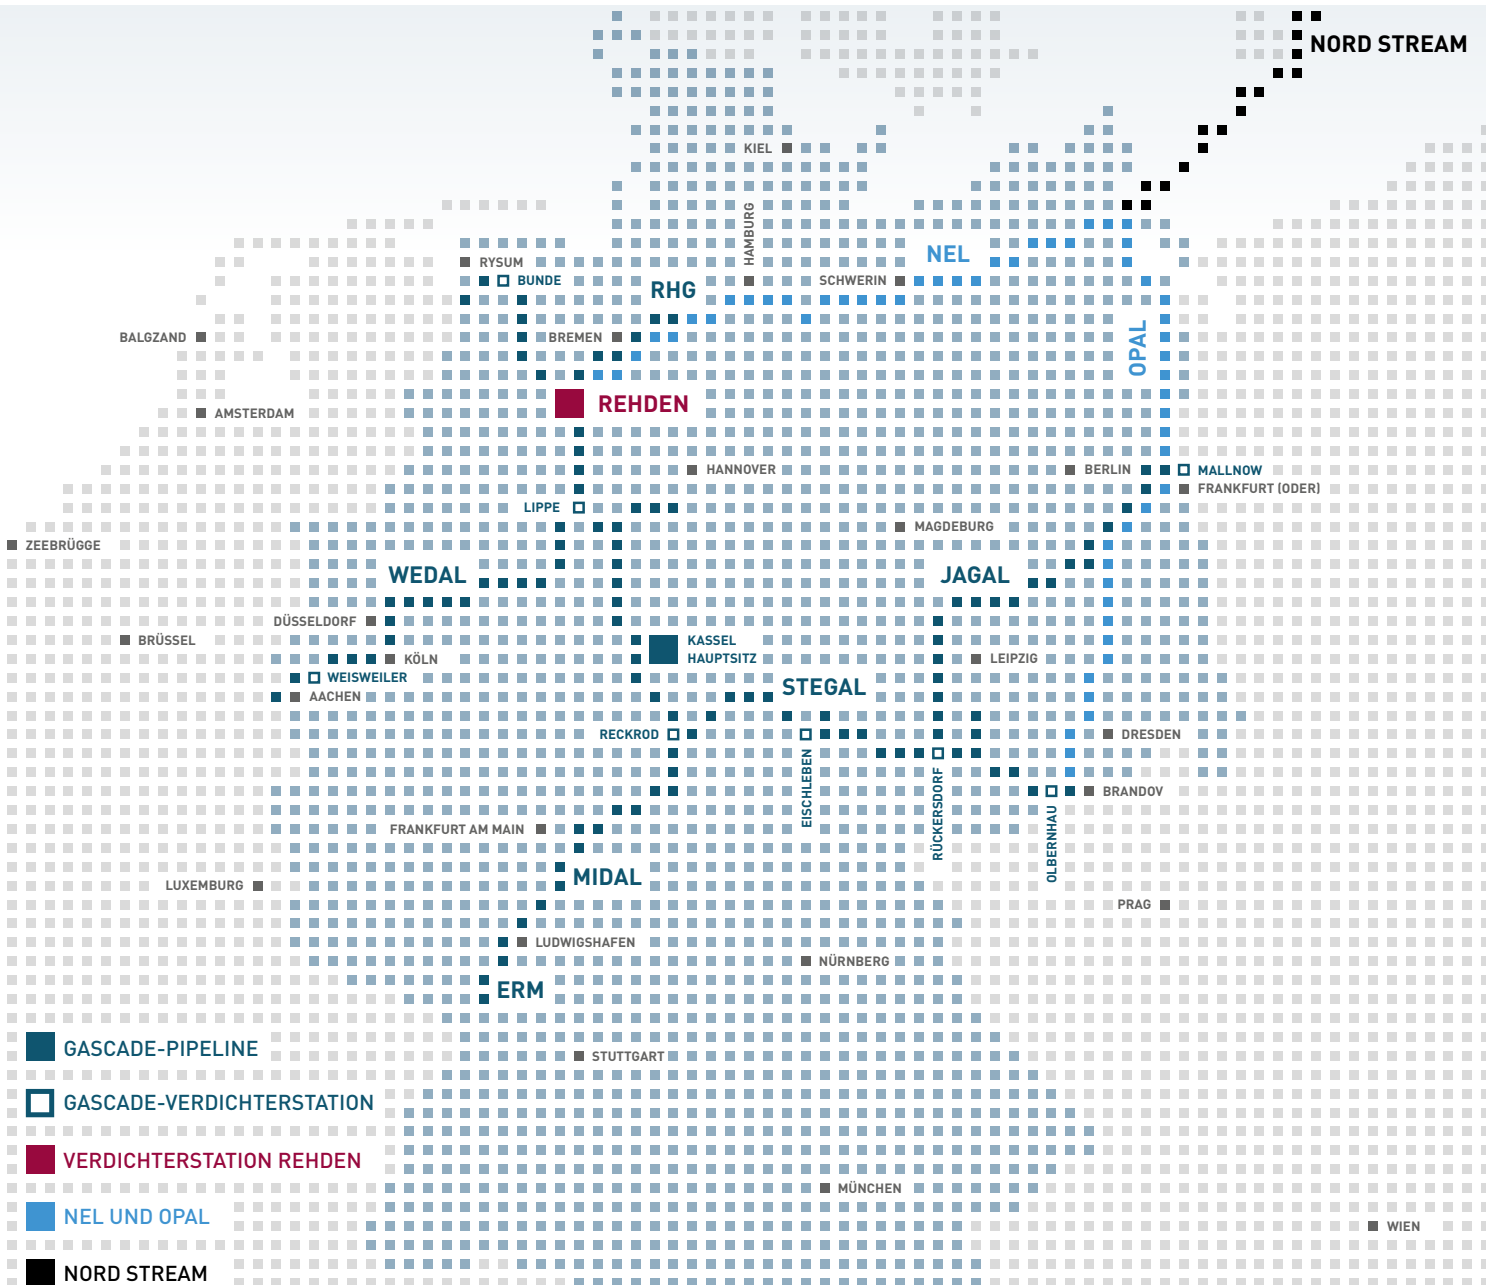 NORD STREAM
KIEL
HAMBURG
NEL
RYSUM
BUNDE
SCHWERIN
RHG
BALGZAND
BREMEN
OPAL
REHDEN
AMSTERDAM
HANNOVER
BERLIN
MALLNOW
FRANKFURT (ODER)
LIPPE
MAGDEBURG
ZEEBRÜGGE
WEDAL
JAGAL
DÜSSELDORF
BRÜSSEL
KASSEL
HAUPTSITZ
KÖLN
LEIPZIG
WEISWEILER
STEGAL
AACHEN
RECKROD
DRESDEN
EISCHLEBEN
RÜCKERSDORF
OLBERNHAU
BRANDOV
FRANKFURT AM MAIN
MIDAL
LUXEMBURG
PRAG
LUDWIGSHAFEN
NÜRNBERG
ERM
GASCADE-PIPELINE
STUTTGART
GASCADE-VERDICHTERSTATION
VERDICHTERSTATION REHDEN
MÜNCHEN
NEL UND OPAL
WIEN
NORD STREAM